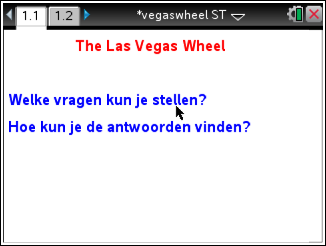 1.1 1.2 *vegaswheel ST
The Las Vegas Wheel
Welke vragen kun je stellen?
Hoe kun je de antwoorden vinden?